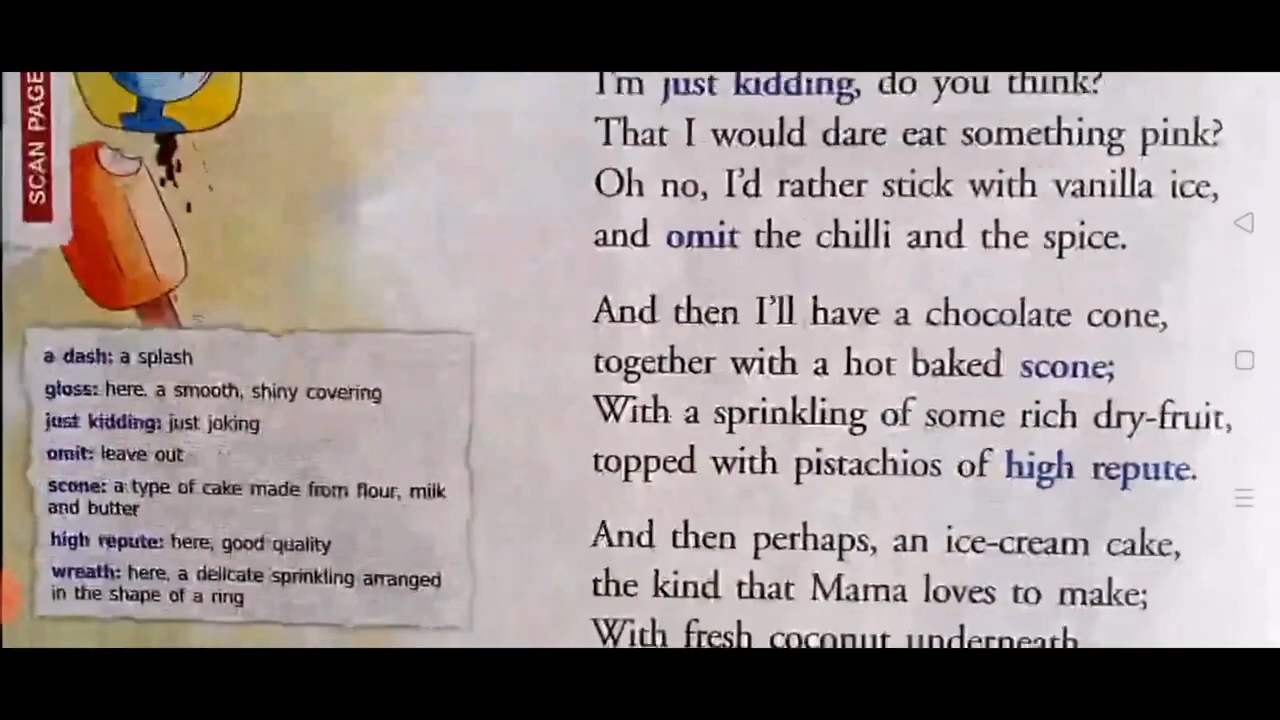 SCAN PAGE
I'm just kidding, do you think?
That I would dare eat something pink?
Oh no, I'd rather stick with vanilla ice,
and omit the chilli and the spice.
And then I'll have a chocolate cone,
together with a hot baked scone;
With a sprinkling of some rich dry-fruit,
topped with pistachios of high repute.
And then perhaps, an ice-cream cake,
the kind that Mama loves to make;
With fresh coconut underneath
a dash: a splash
gloss: here, a smooth, shiny covering
just kidding: just joking
omit: leave out
scone: a type of cake made from flour, milk
and butter
high repute: here, good quality
wreath: here, a delicate sprinkling arranged
in the shape of a ring